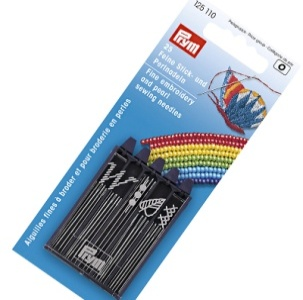 125 110
PRYM
25
Feine Stick- und
Perlnadeln
Fine embroidery
and pearl
sewing needles
Aiguilles fines à broder et pour broderie en perles
PRYM